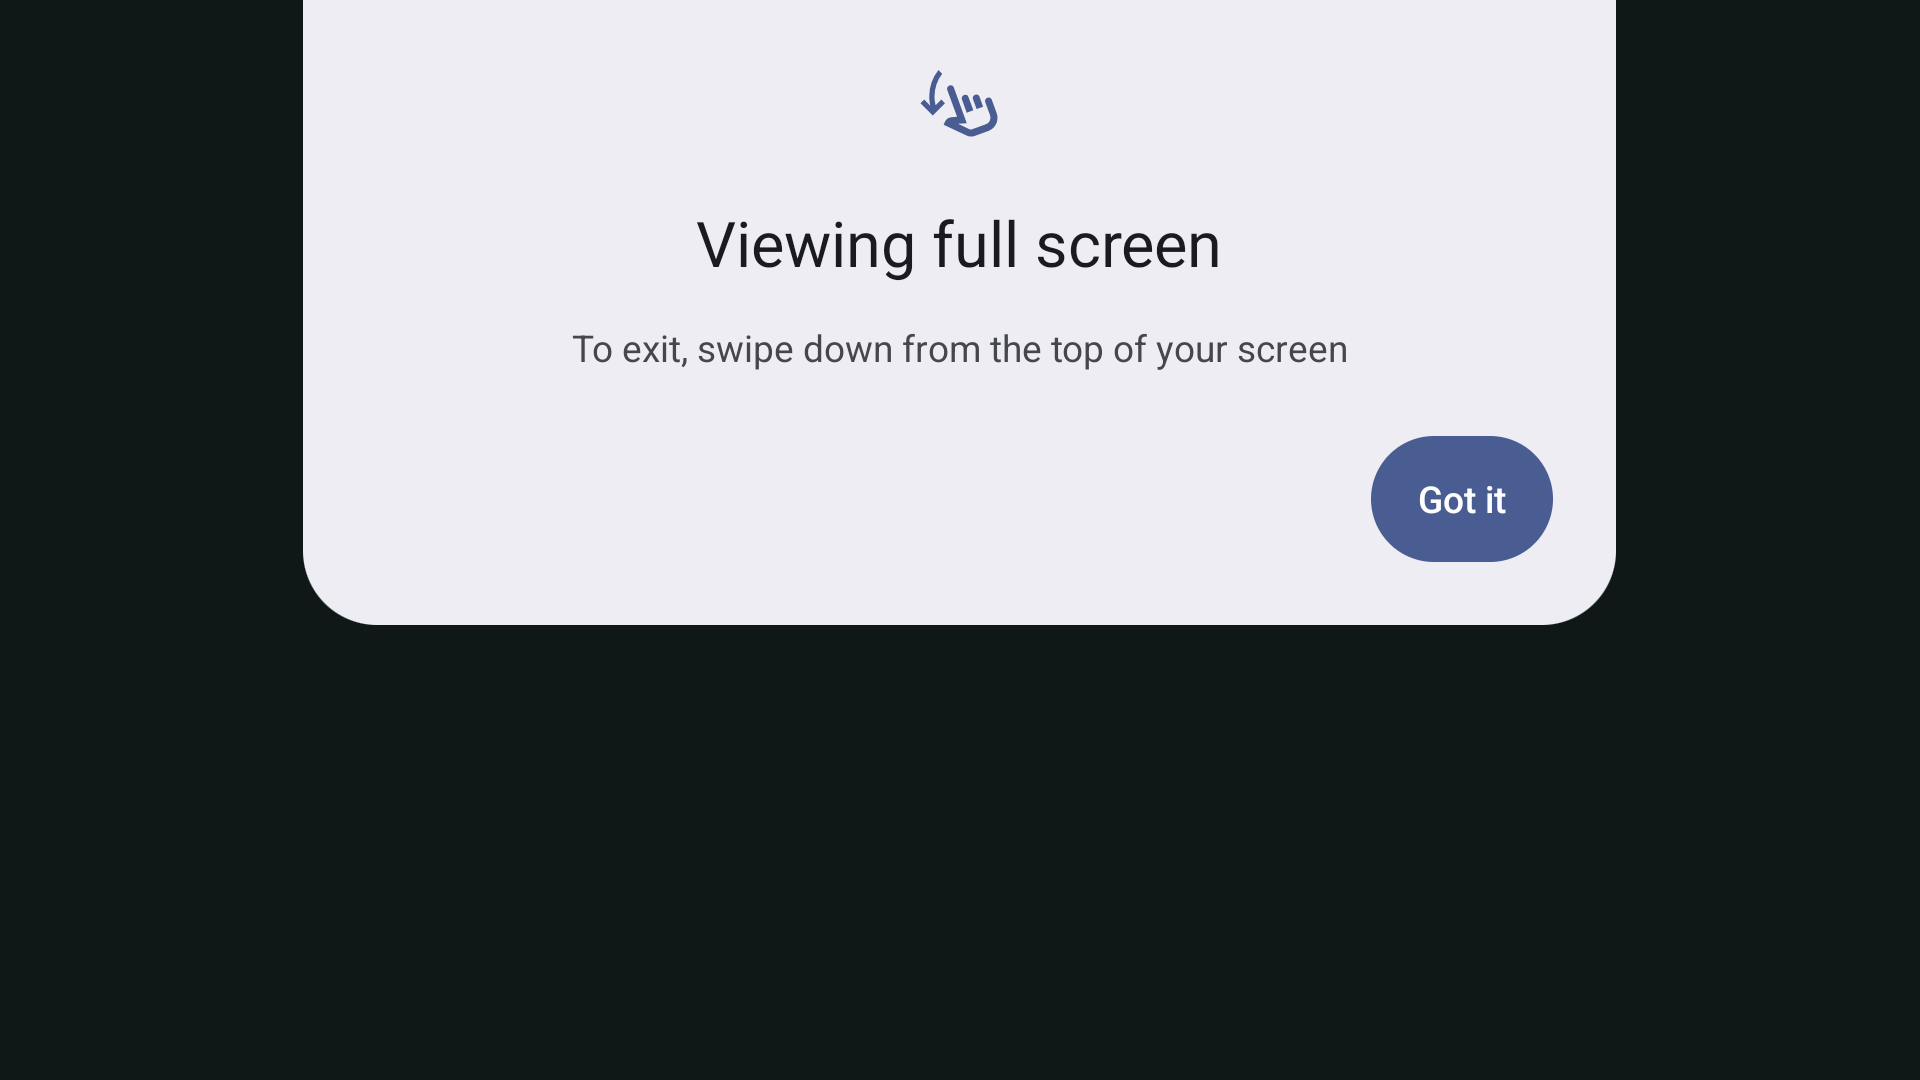 Viewing full screen
To exit, swipe down from the top of your screen
Got it